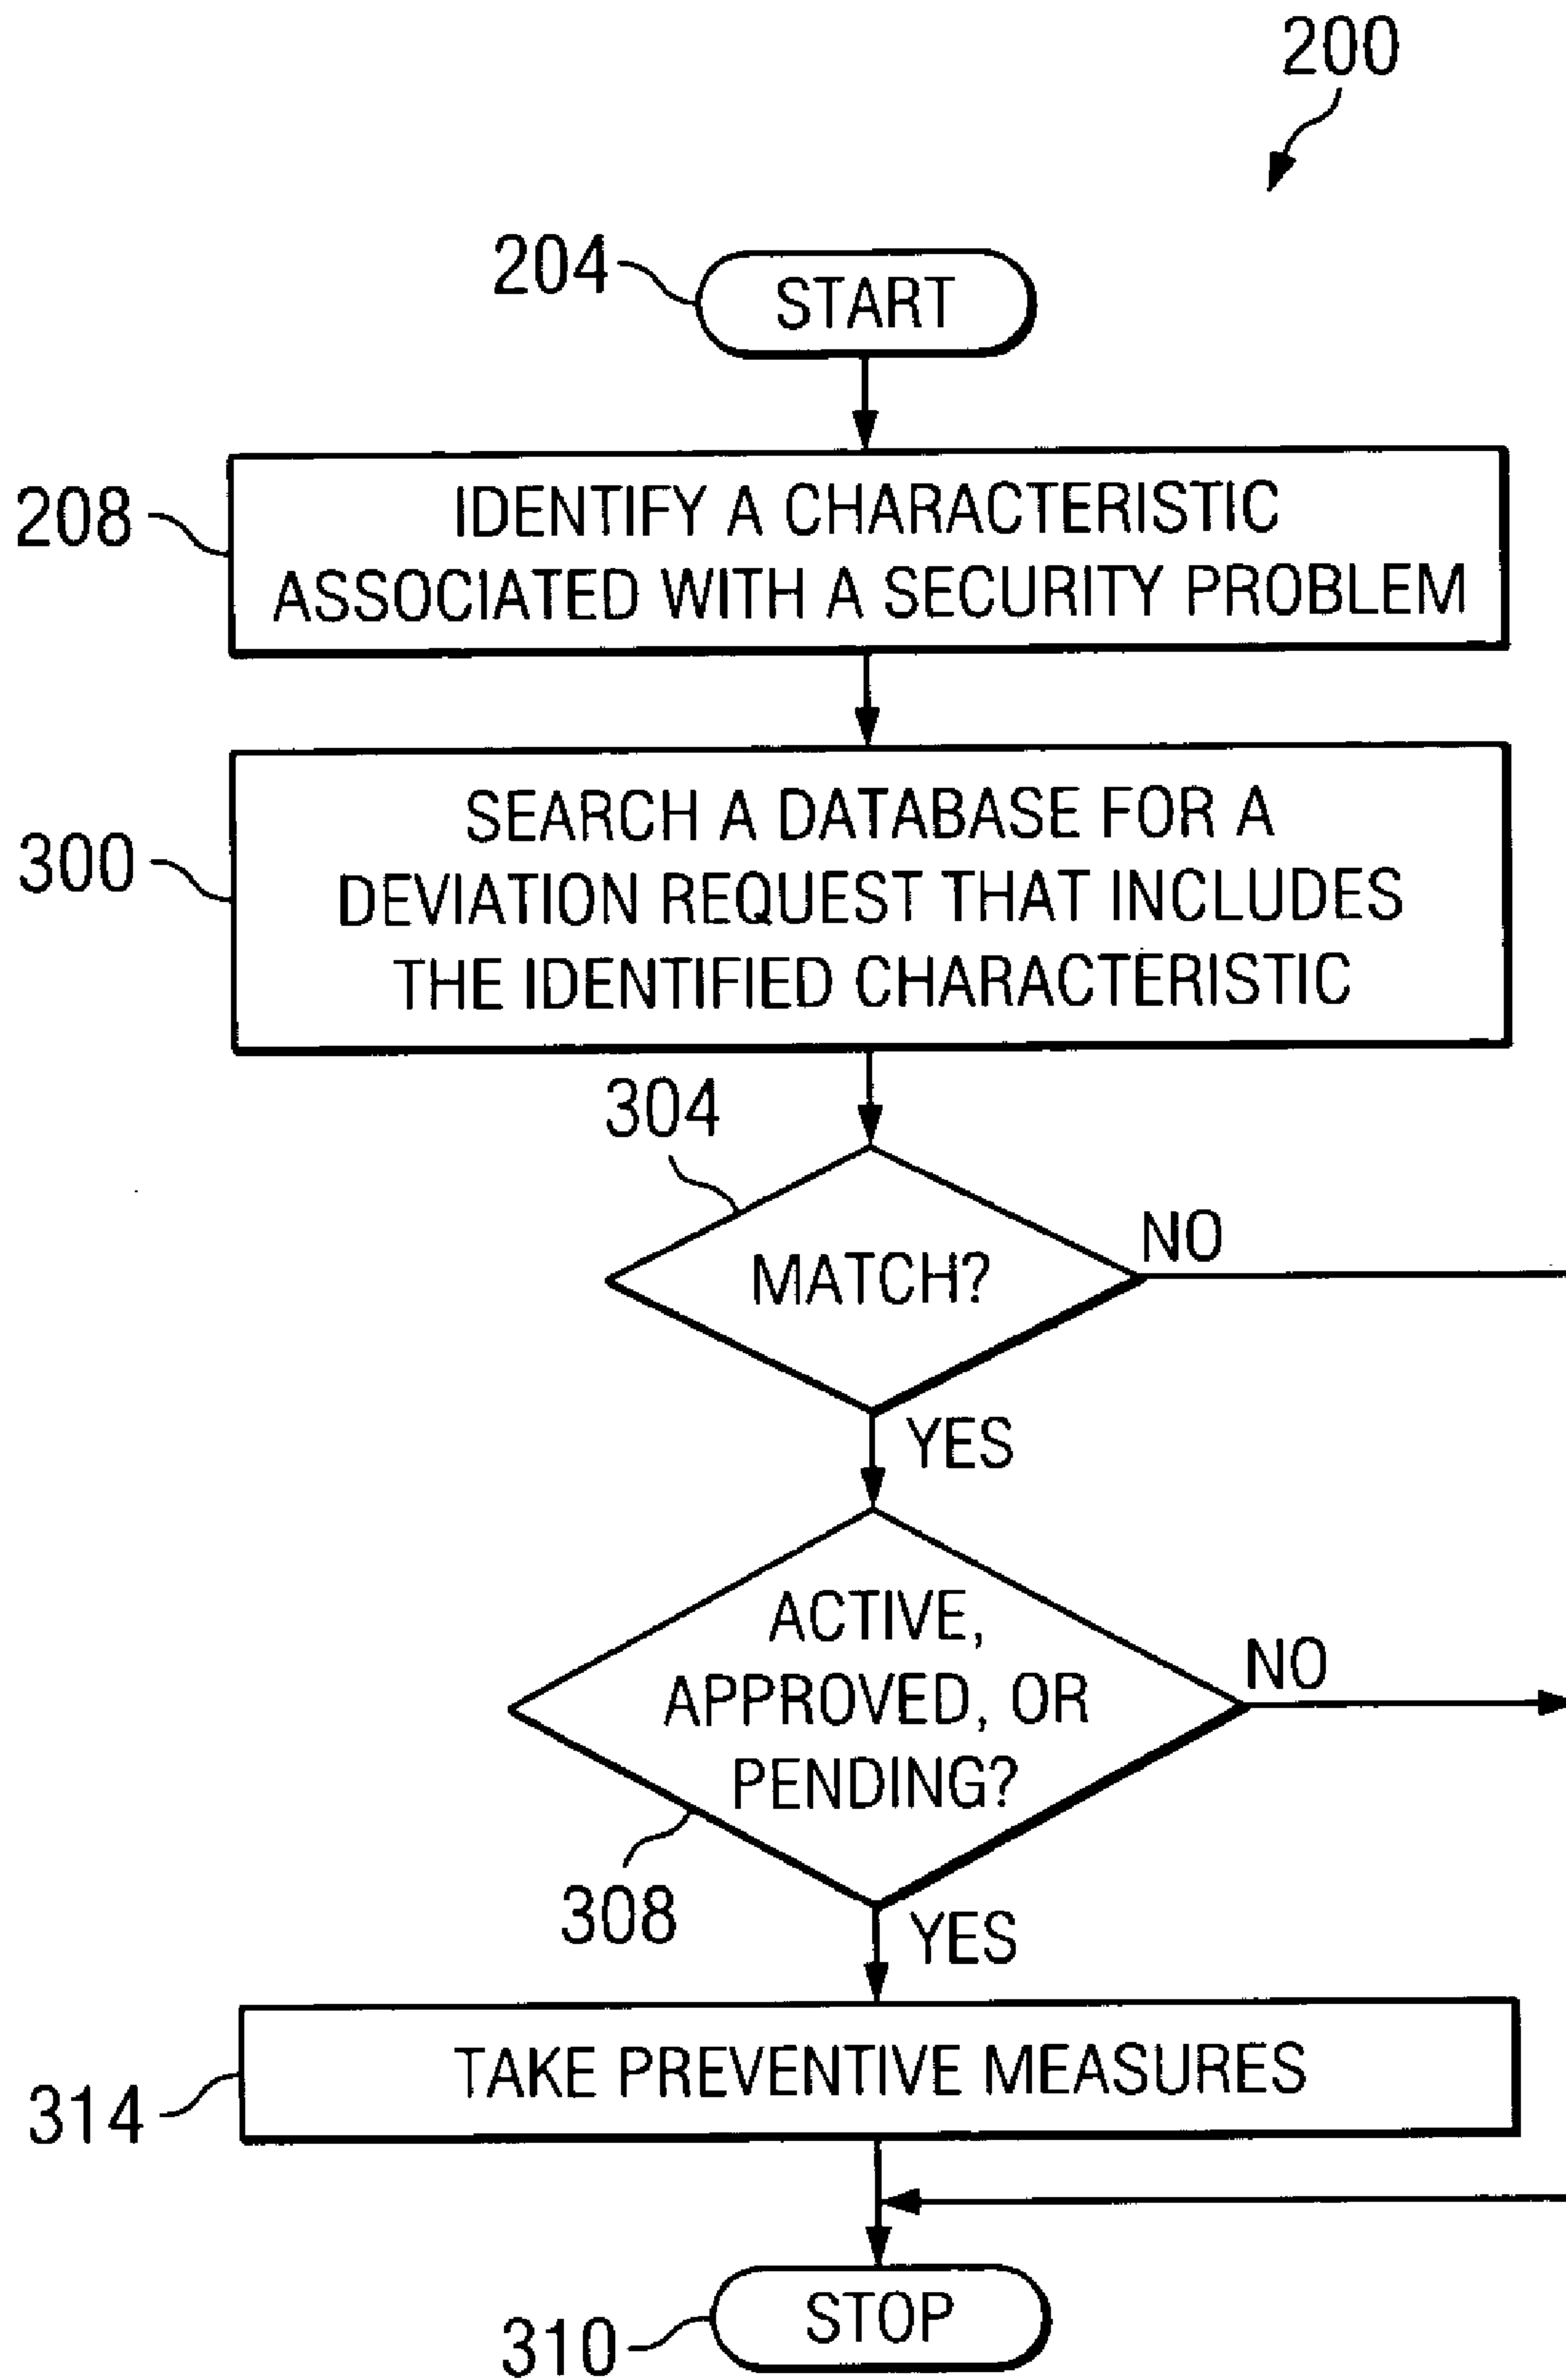 200
204
START
208
IDENTIFY A CHARACTERISTIC
ASSOCIATED WITH A SECURITY PROBLEM
300
SEARCH A DATABASE FOR A
DEVIATION REQUEST THAT INCLUDES
THE IDENTIFIED CHARACTERISTIC
304
MATCH?
NO
YES
ACTIVE,
APPROVED, OR
PENDING?
NO
308
YES
TAKE PREVENTIVE MEASURES
314
STOP
310